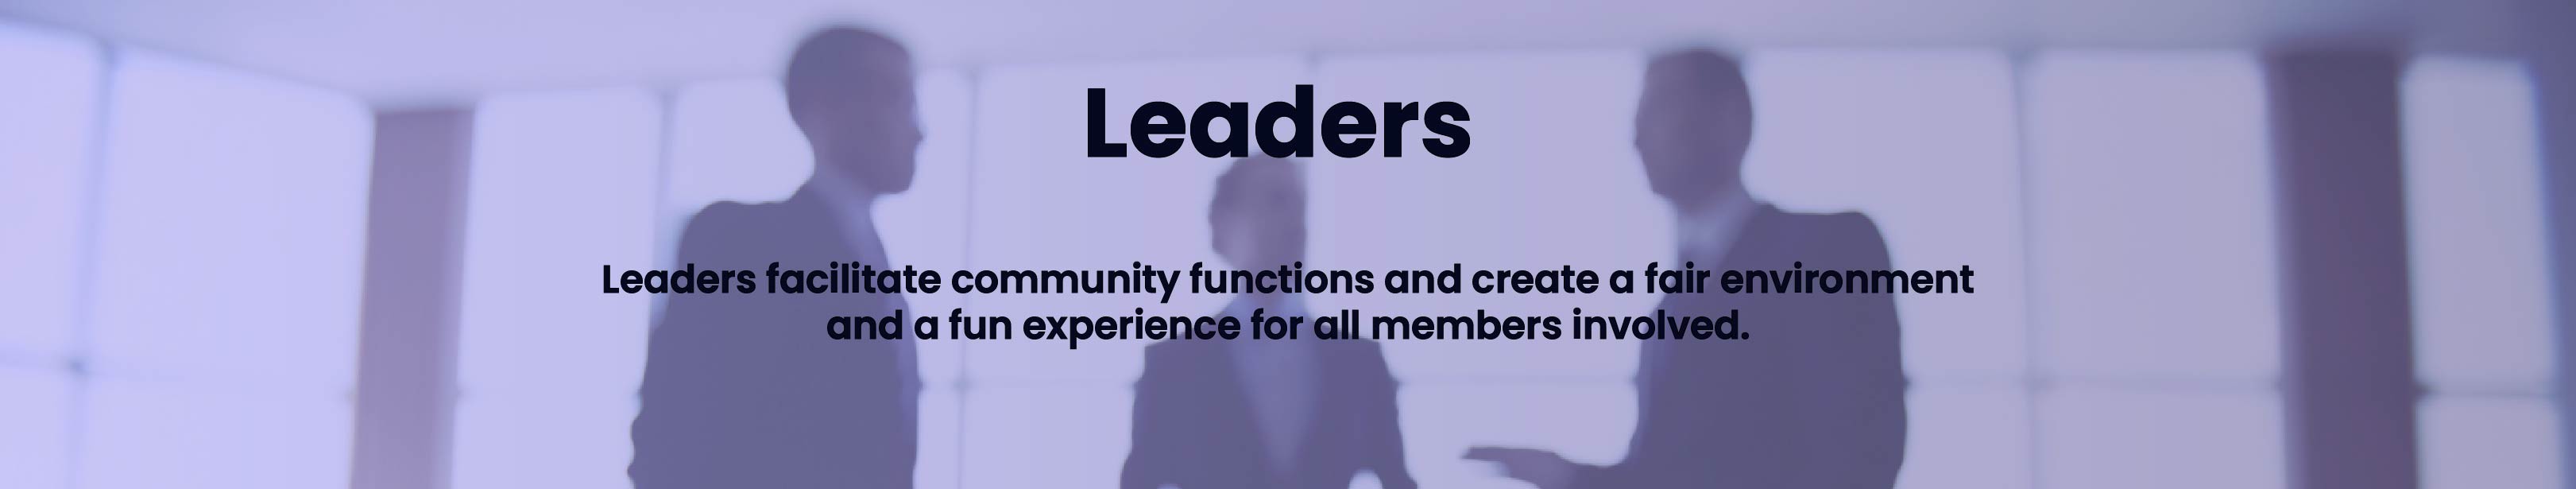 Leaders
Leaders facilitate community functions and create a fair environment
and a fun experience for all members involved.